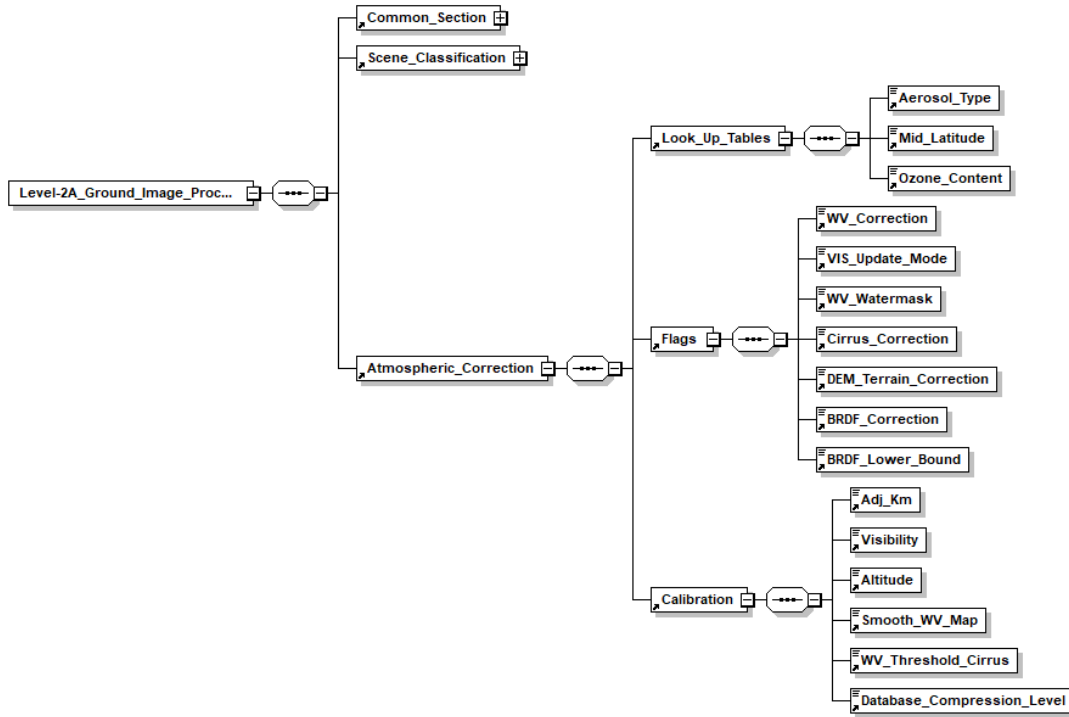 Common_Section
Scene_Classification
Level-2A_Ground_Image_Proc...
Atmospheric_Correction
Look_Up_Tables
Aerosol_Type
Mid_Latitude
Ozone_Content
Flags
WV_Correction
VIS_Update_Mode
WV_Watermask
Cirrus_Correction
DEM_Terrain_Correction
BRDF_Correction
BRDF_Lower_Bound
Calibration
Adj_Km
Visibility
Altitude
Smooth_WV_Map
WV_Threshold_Cirrus
Database_Compression_Level